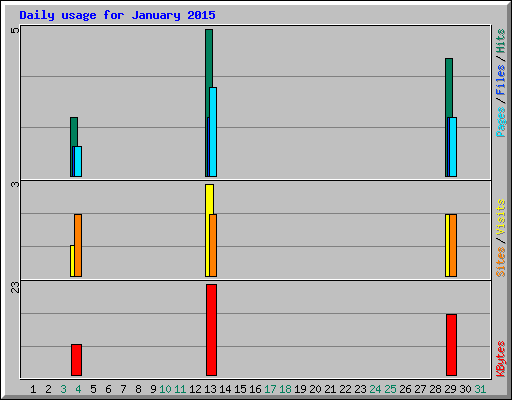 Daily usage for January 2015
5
3
23
Pages / Files / Hits
Sites / Visits
KBytes
1 2 3 4 5 6 7 8 9 10 11 12 13 14 15 16 17 18 19 20 21 22 23 24 25 26 27 28 29 30 31